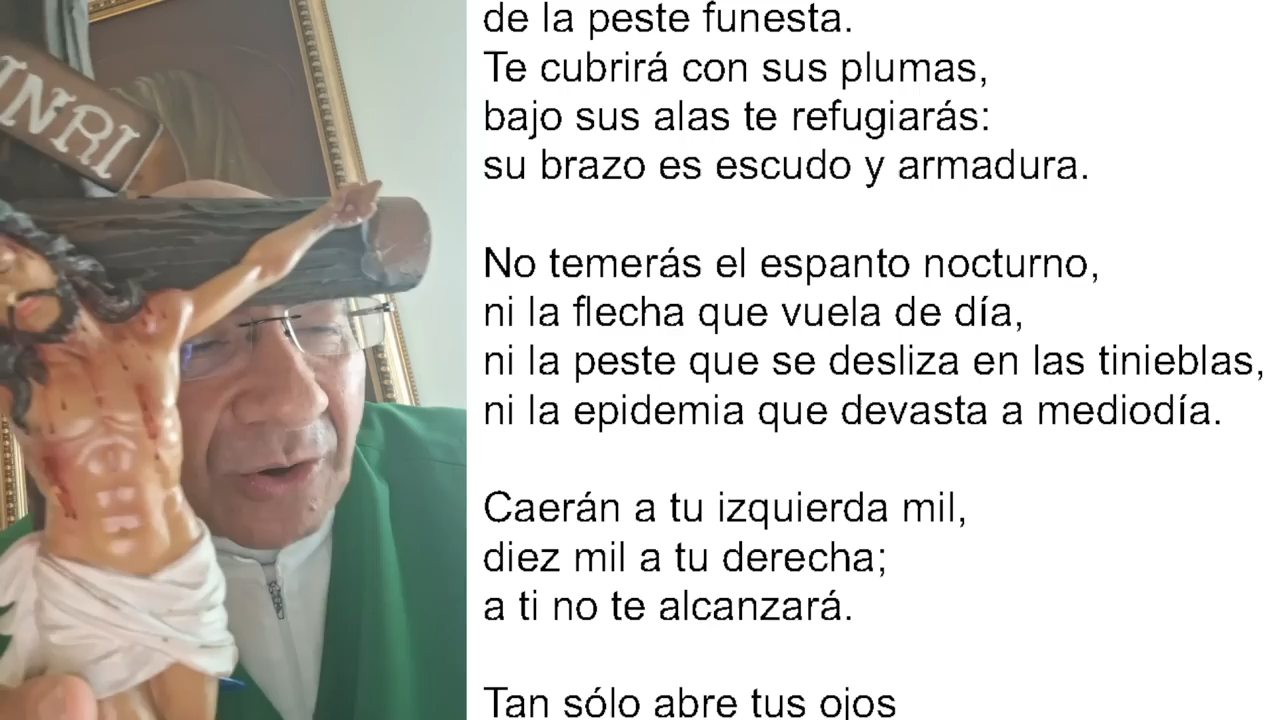 INRI
de la peste funesta.
Te cubrirá con sus plumas,
bajo sus alas te refugiarás:
su brazo es escudo y armadura.
No temerás el espanto nocturno,
ni la flecha que vuela de día,
ni la peste que se desliza en las tinieblas,
ni la epidemia que devasta a mediodía.
Caerán a tu izquierda mil,
diez mil a tu derecha;
a ti no te alcanzará.
Tan sólo abre tus ojos